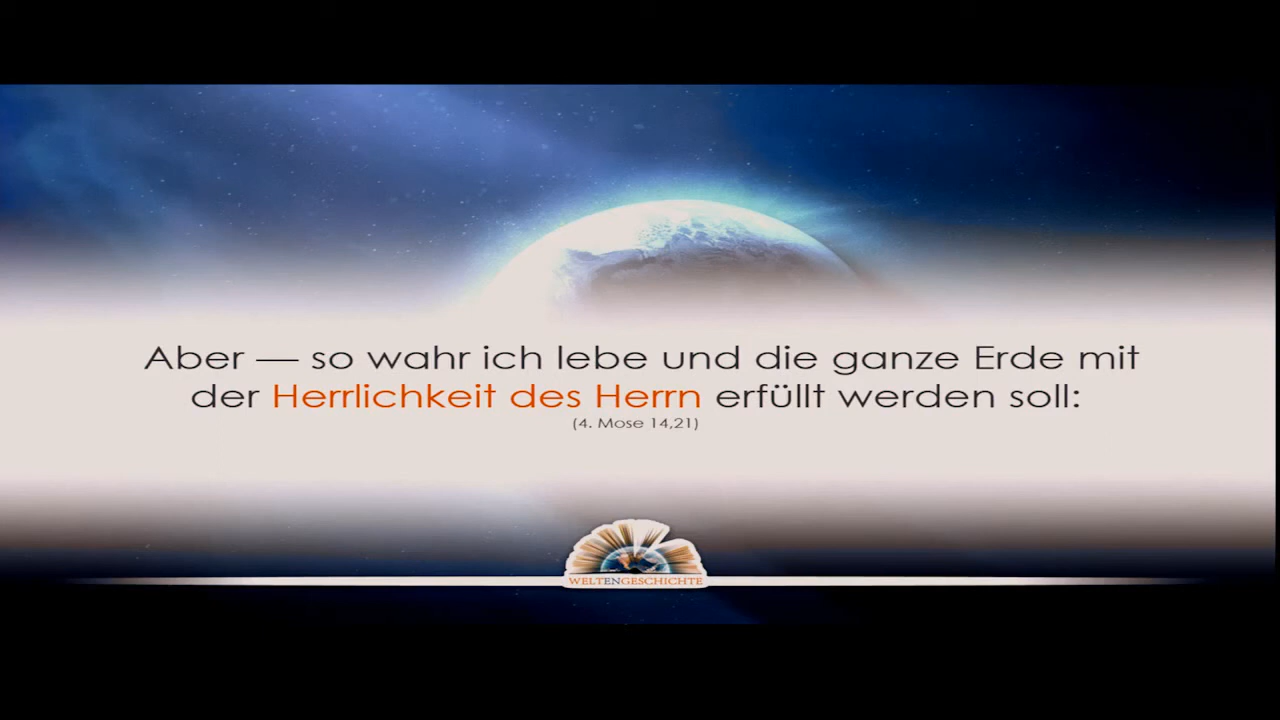 Aber — so wahr ich lebe und die ganze Erde mit
der Herrlichkeit des Herrn erfüllt werden soll:
(4. Mose 14,21)
WELTENGESCHICHTE